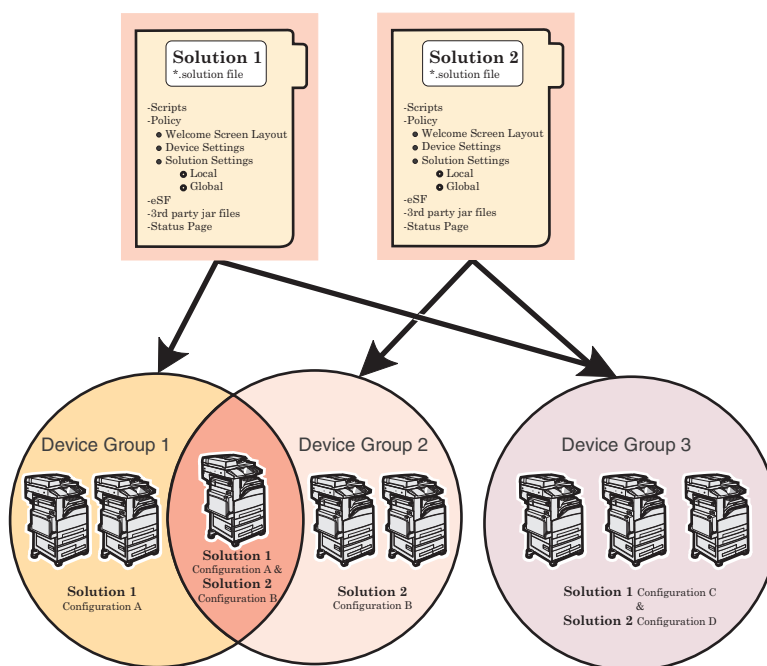 Solution 1
*.solution file
-Scripts
-Policy
• Welcome Screen Layout
• Device Settings
• Solution Settings
• Local
• Global
-eSF
-3rd party jar files
-Status Page
Solution 2
*.solution file
-Scripts
-Policy
• Welcome Screen Layout
• Device Settings
• Solution Settings
• Local
• Global
-eSF
-3rd party jar files
-Status Page
Device Group 1
Solution 1
Configuration A
Solution 1
Configuration A &
Solution 2
Configuration B
Device Group 2
Solution 2
Configuration B
Device Group 3
Solution 1 Configuration C
&
Solution 2 Configuration D